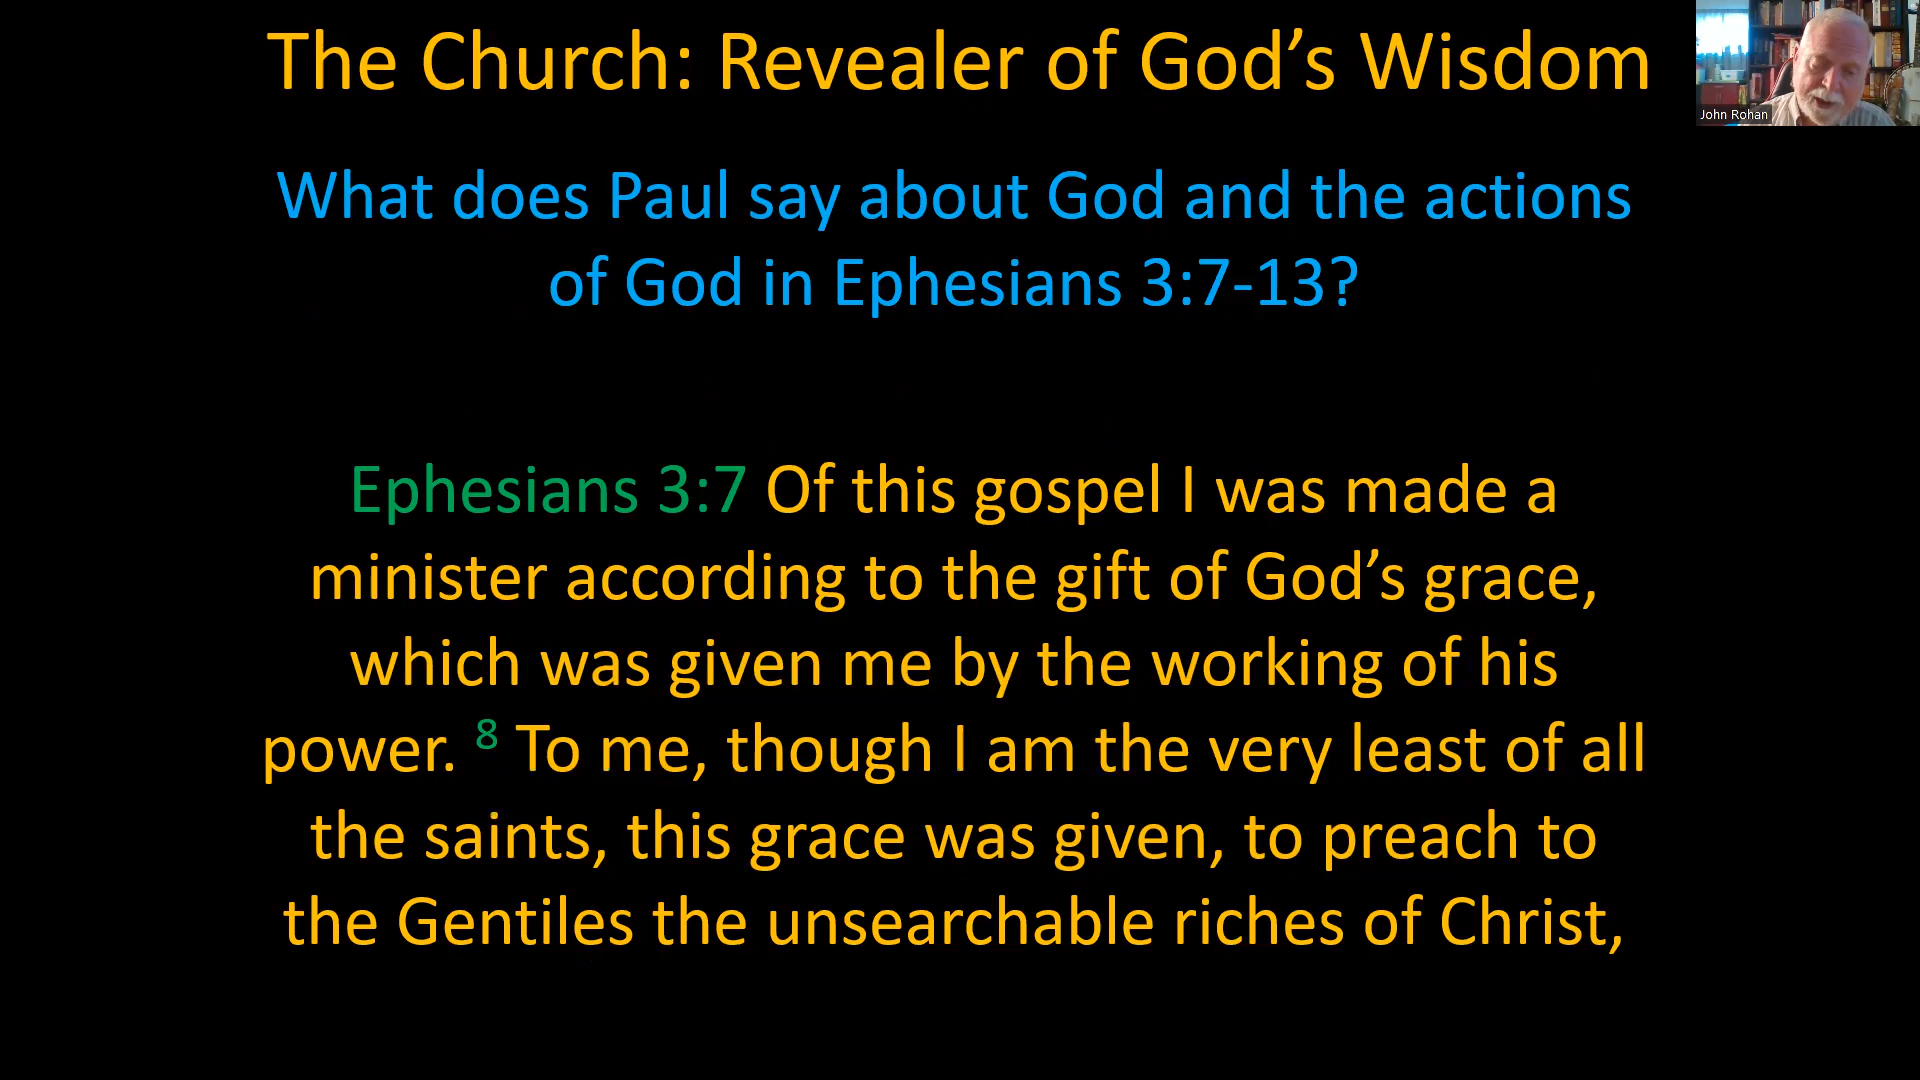 The Church: Revealer of God’s Wisdom
John Rohan
What does Paul say about God and the actions
of God in Ephesians 3:7-13?
Ephesians 3:7 Of this gospel I was made a
minister according to the gift of God’s grace,
which was given me by the working of his
power. 8 To me, though I am the very least of all
the saints, this grace was given, to preach to
the Gentiles the unsearchable riches of Christ,